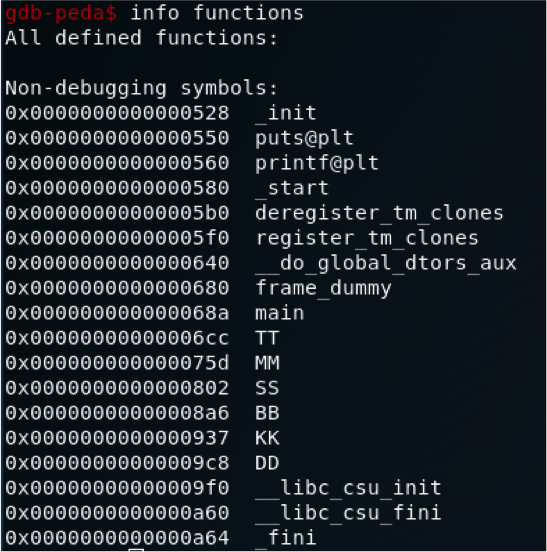 gdb-peda$ info functions
All defined functions:
Non-debugging symbols:
0x0000000000000528  _init
0x0000000000000550  puts@plt
0x0000000000000560  printf@plt
0x0000000000000580  _start
0x00000000000005b0  deregister_tm_clones
0x00000000000005f0  register_tm_clones
0x0000000000000640  __do_global_dtors_aux
0x0000000000000680  frame_dummy
0x000000000000068a  main
0x00000000000006cc  TT
0x000000000000075d  MM
0x0000000000000802  SS
0x00000000000008a6  BB
0x0000000000000937  KK
0x00000000000009c8  DD
0x00000000000009f0  __libc_csu_init
0x0000000000000a60  __libc_csu_fini
0x0000000000000a64  _fini